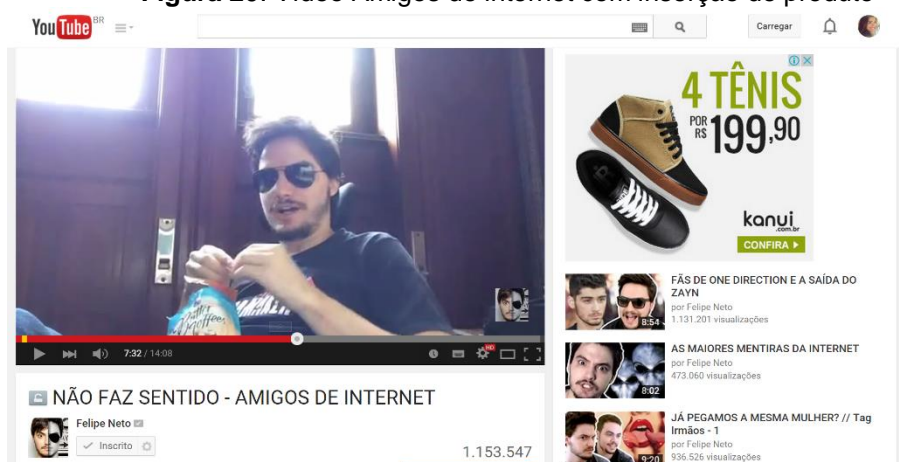 Figura 20: Vídeo Amigos de Internet com inserção de produto
YouTube BR
Carregar
4 TÊNIS
POR R$ 199,90
kanui
.com.br
CONFIRA
7:32 / 14:08
HD
NÃO FAZ SENTIDO - AMIGOS DE INTERNET
Felipe Neto
Inscrito
1.153.547
8:54
FÃS DE ONE DIRECTION E A SAÍDA DO
ZAYN
por Felipe Neto
1.131.201 visualizações
8:02
AS MAIORES MENTIRAS DA INTERNET
por Felipe Neto
473.060 visualizações
9:20
JÁ PEGAMOS A MESMA MULHER? // Tag
Irmãos - 1
por Felipe Neto
936.526 visualizações